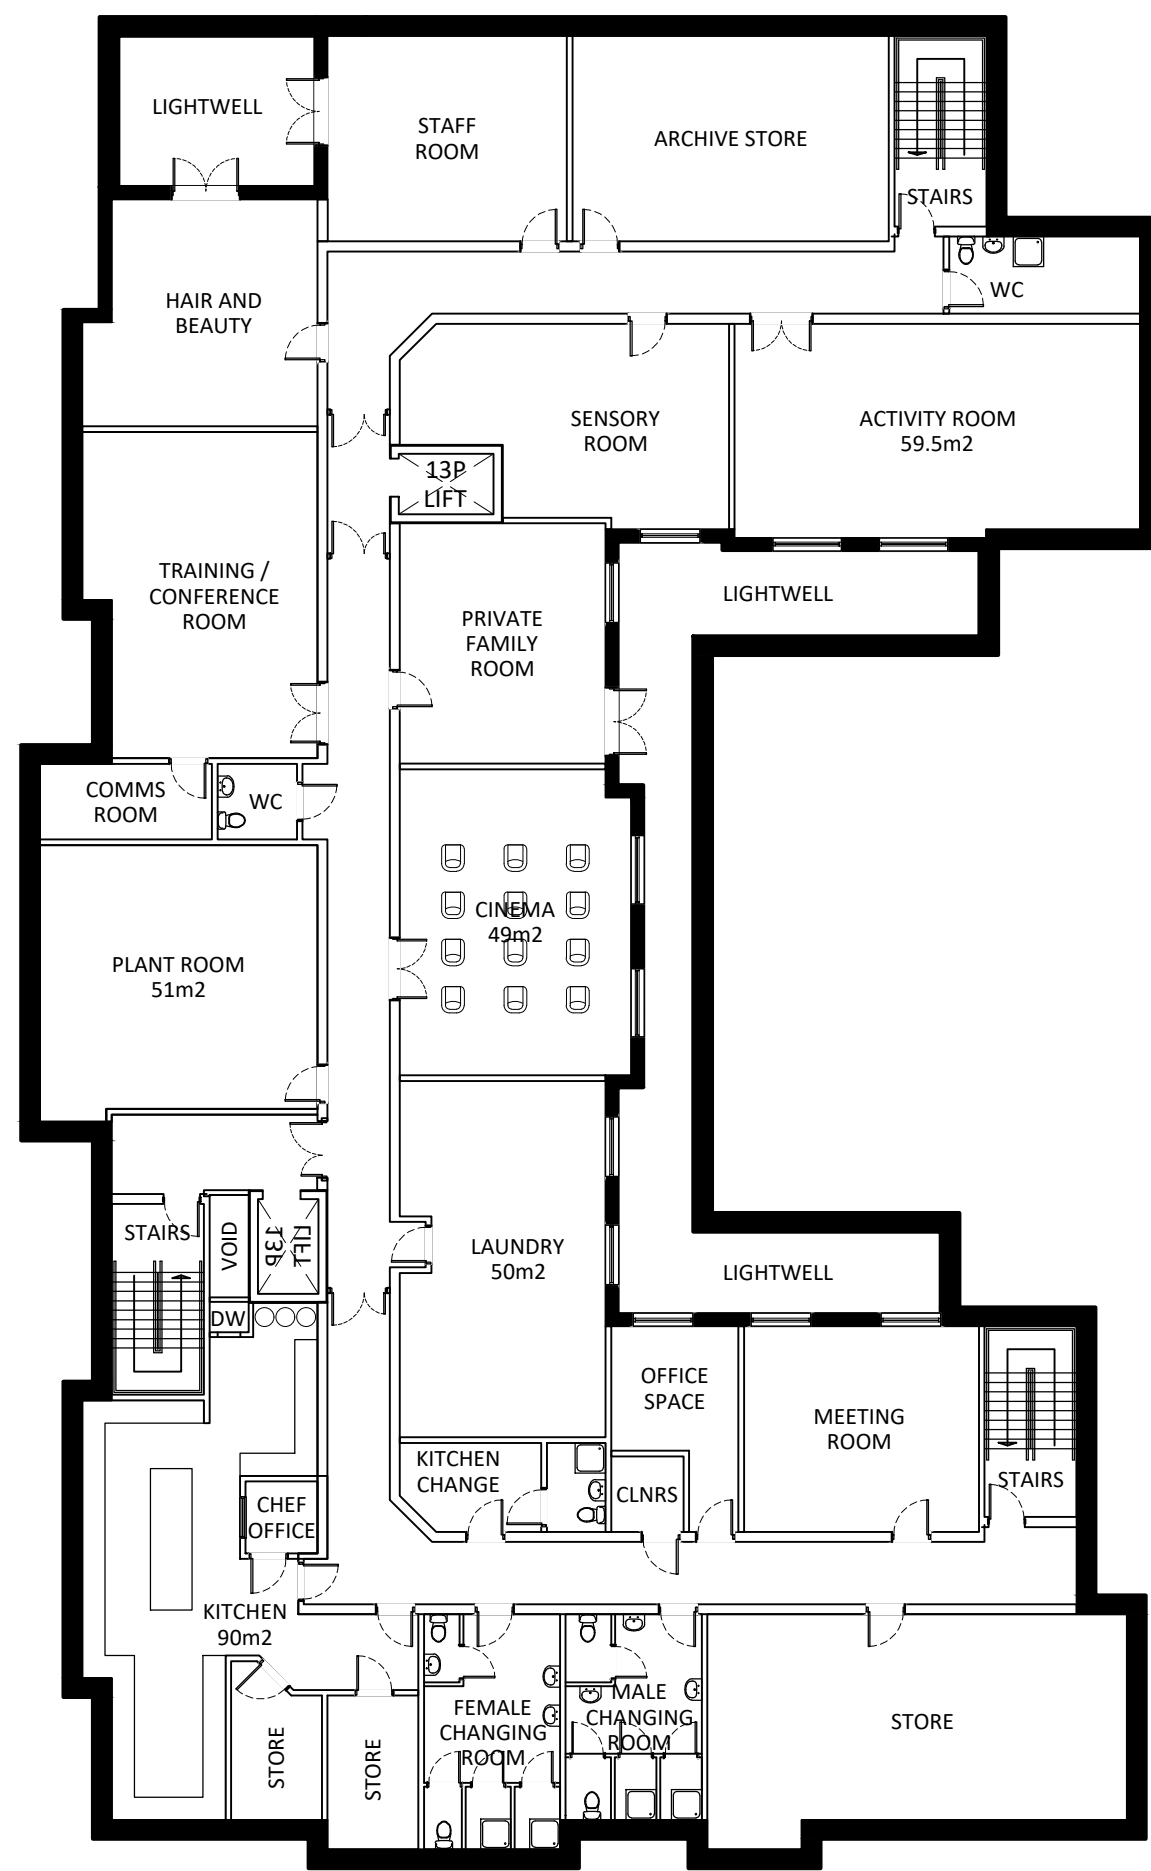 LIGHTWELL
STAFF
ROOM
ARCHIVE STORE
STAIRS
HAIR AND
BEAUTY
WC
SENSORY
ROOM
ACTIVITY ROOM
59.5m2
13P
LIFT
TRAINING /
CONFERENCE
ROOM
PRIVATE
FAMILY
ROOM
LIGHTWELL
COMMS
ROOM
WC
CINEMA
49m2
PLANT ROOM
51m2
STAIRS
VOID
13P
LIFT
LAUNDRY
50m2
LIGHTWELL
DW
OFFICE
SPACE
MEETING
ROOM
STAIRS
KITCHEN
CHANGE
CLNRS
CHEF
OFFICE
KITCHEN
90m2
STORE
STORE
FEMALE
CHANGING
ROOM
MALE
CHANGING
ROOM
STORE